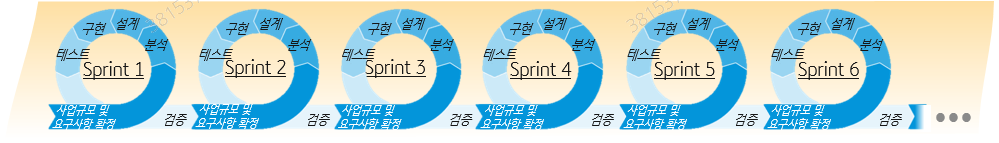 구현 설계 분석 테스트
Sprint 1
사업규모 및
요구사항 확정
검증
구현 설계 분석 테스트
Sprint 2
사업규모 및
요구사항 확정
검증
구현 설계 분석 테스트
Sprint 3
사업규모 및
요구사항 확정
검증
구현 설계 분석 테스트
Sprint 4
사업규모 및
요구사항 확정
검증
구현 설계 분석 테스트
Sprint 5
사업규모 및
요구사항 확정
검증
구현 설계 분석 테스트
Sprint 6
사업규모 및
요구사항 확정
검증